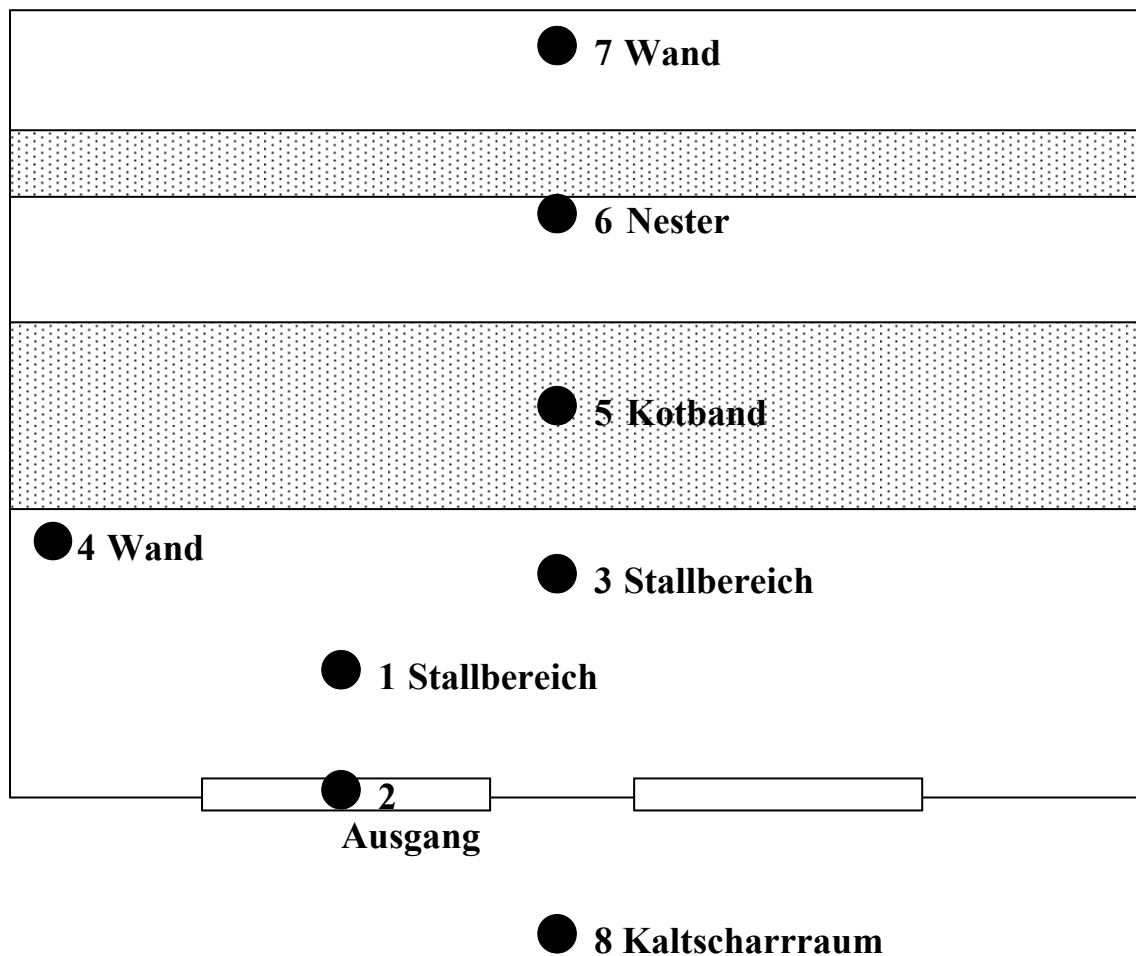 7 Wand
6 Nester
5 Kotband
4 Wand
3 Stallbereich
1 Stallbereich
2
Ausgang
8 Kaltscharrraum